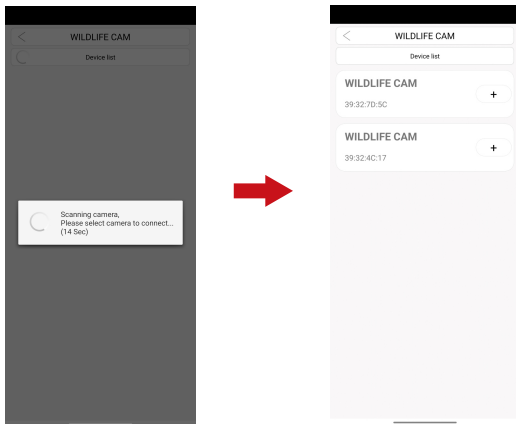 WILDLIFE CAM
Device list
Scanning camera,
Please select camera to connect...
(14 Sec)
WILDLIFE CAM
Device list
WILDLIFE CAM
39:32:7D:5C
+
WILDLIFE CAM
39:32:4C:17
+